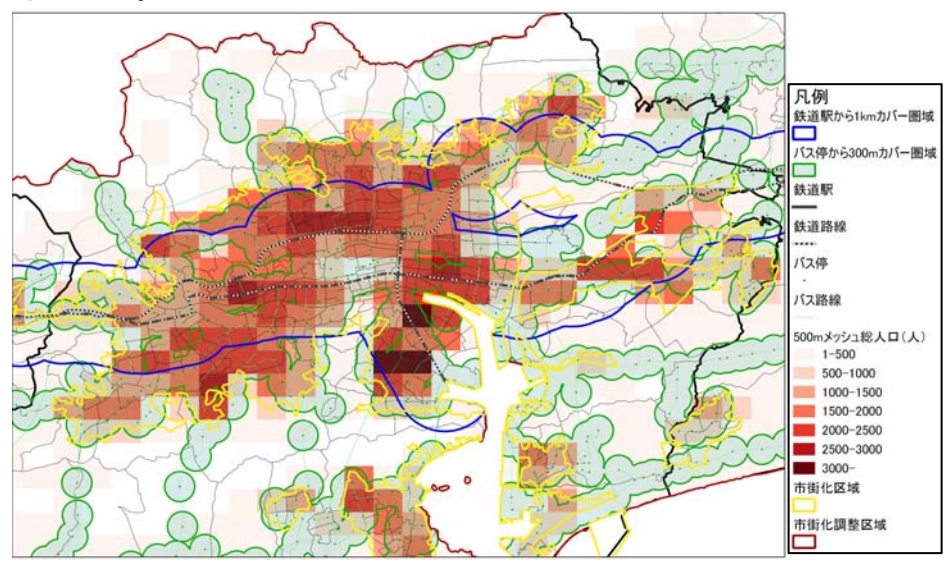 凡例
鉄道駅から1kmカバー圏域
バス停から300mカバー圏域
鉄道駅
鉄道路線
バス停
バス路線
500mメッシュ総人口(人)
1-500
500-1000
1000-1500
1500-2000
2000-2500
2500-3000
3000-
市街化区域
市街化調整区域